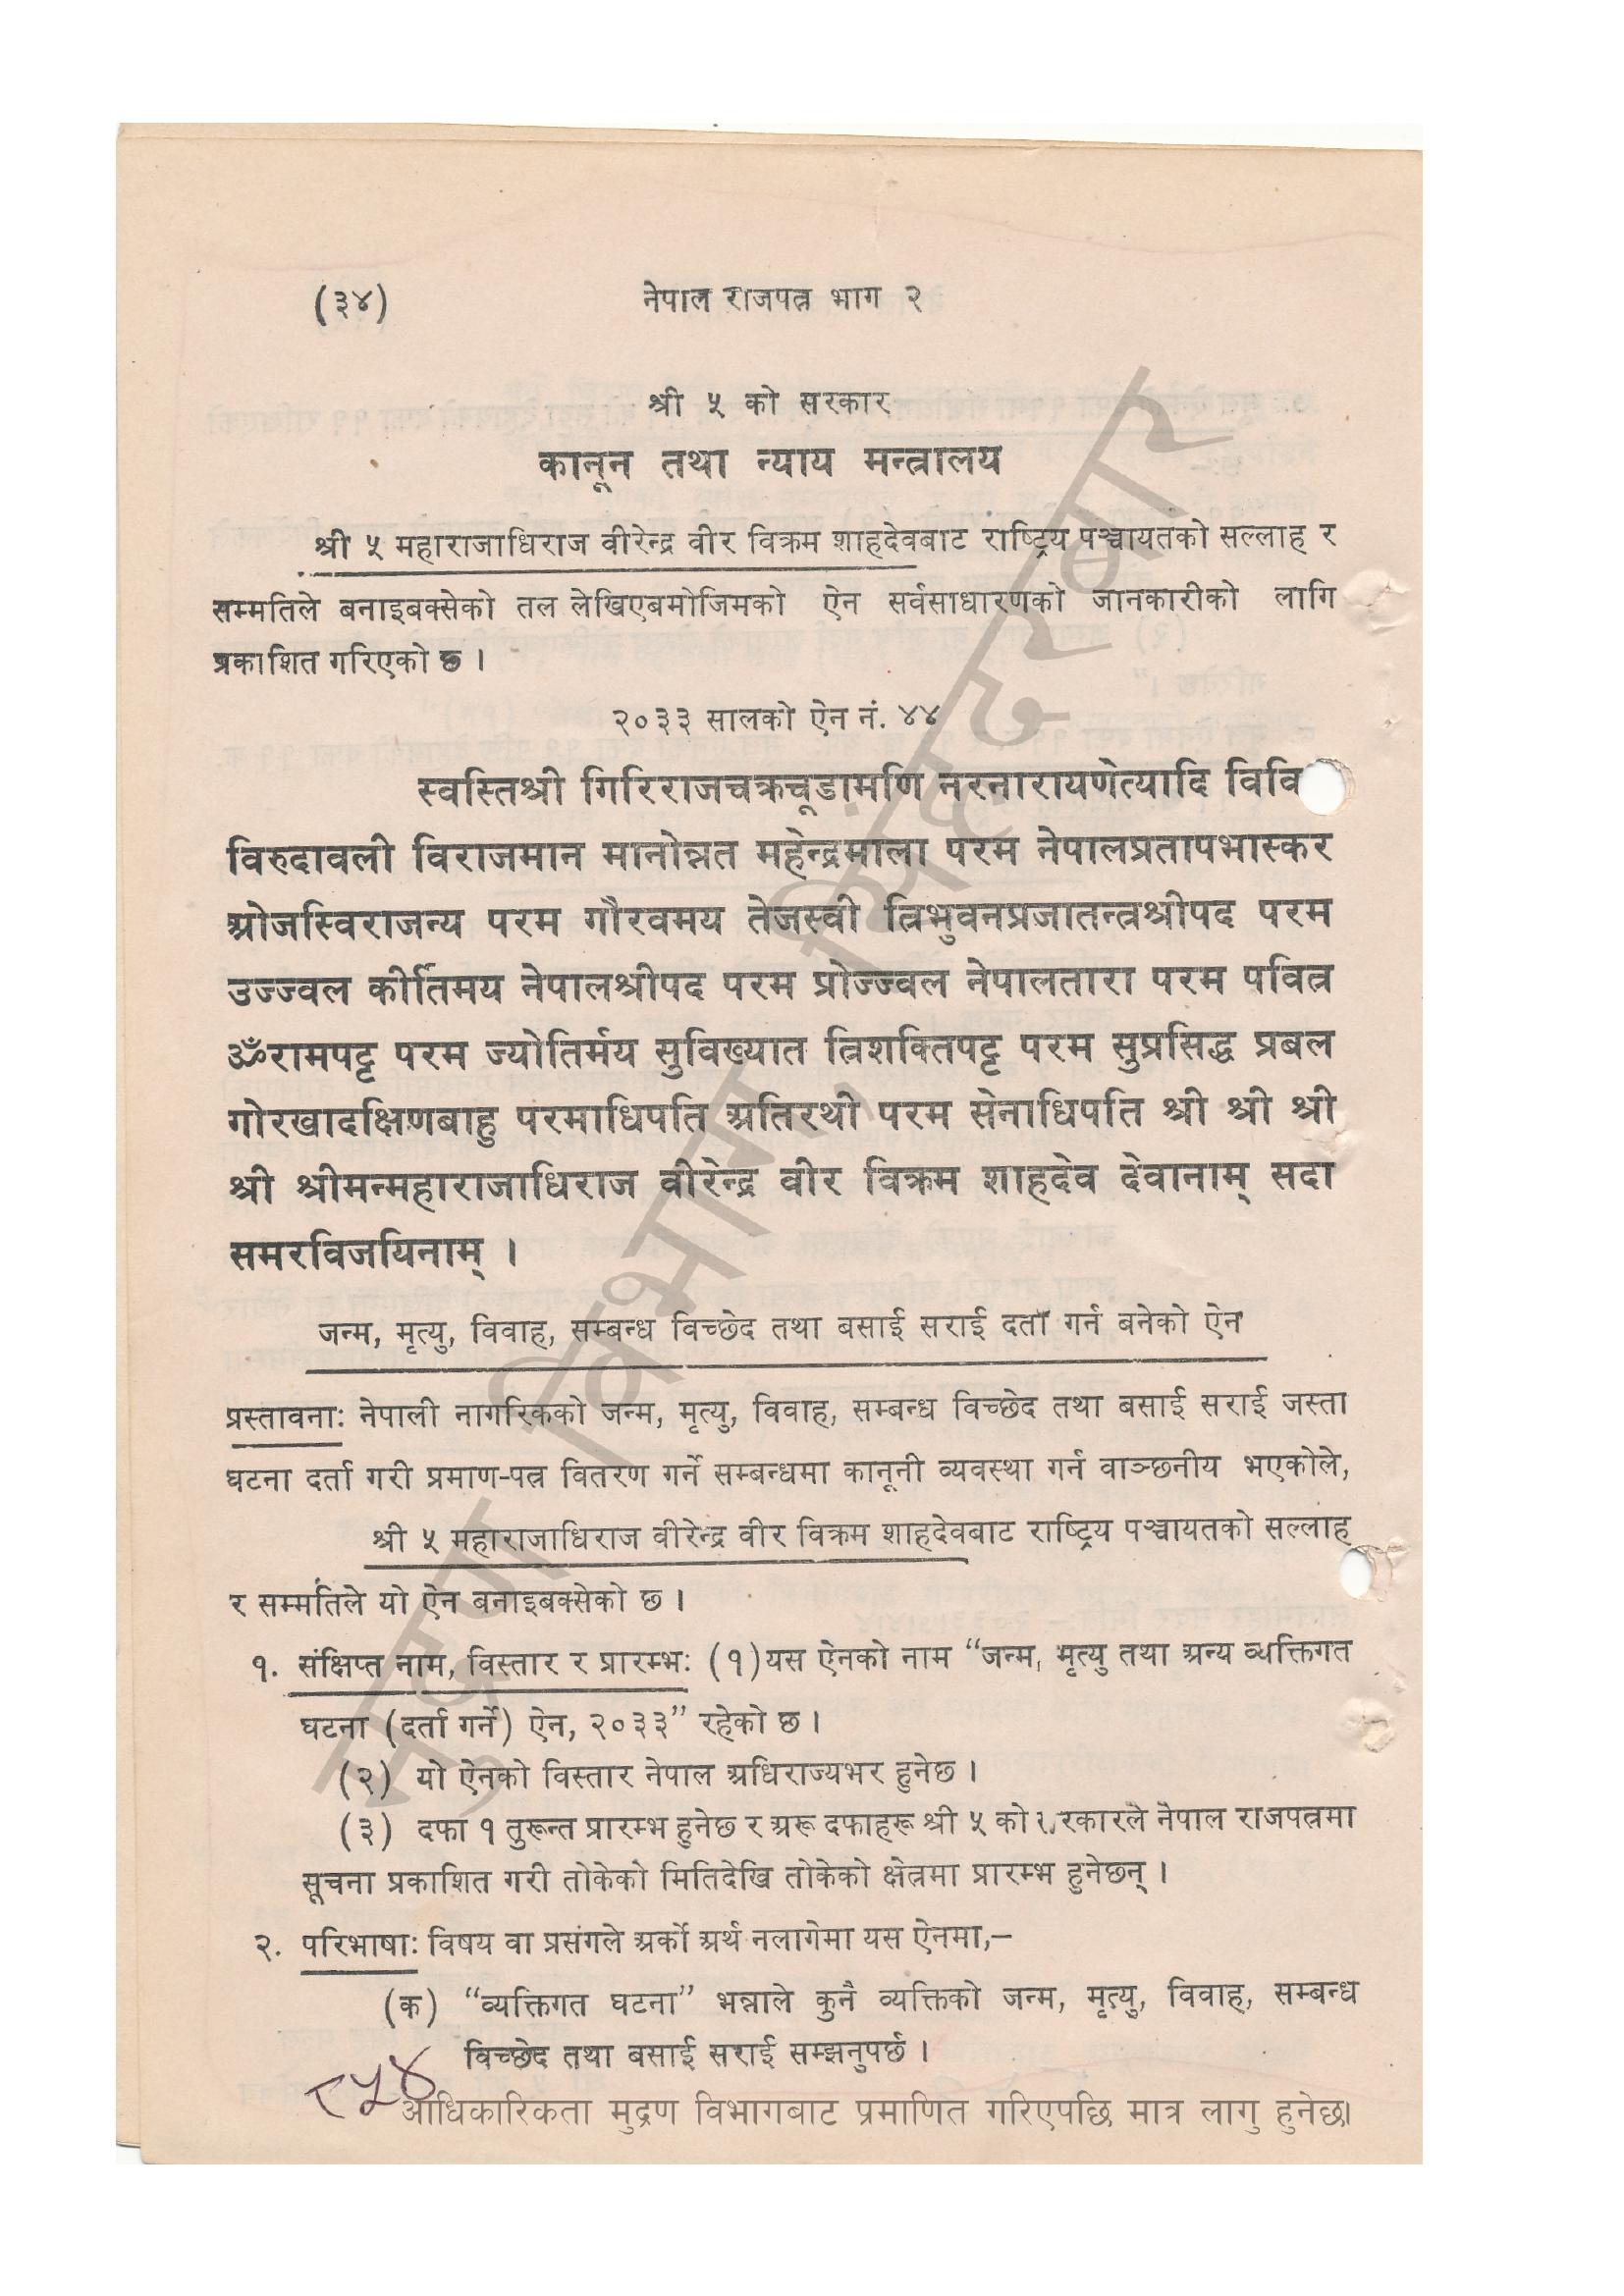 (३४) नेपाल राजपत्र भाग २
श्री ५ को सरकार
कानून तथा न्याय मन्त्रालय
श्री ५ महाराजाधिराज वीरेन्द्र वीर विक्रम शाहदेवबाट राष्ट्रिय पञ्चायतको सल्लाह र
सम्मतिले बनाइबक्सेको तल लेखिएबमोजिमको ऐन सर्वसाधारणको जानकारीको लागि
प्रकाशित गरिएको छ ।
२०३३ सालको ऐन नं. ४४
स्वस्तिश्री गिरिराजचक्रचूडामणि नरनारायणेत्यादि विवि
विरुदावली विराजमान मानोन्नत महेन्द्रमाला परम नेपालप्रतापभास्कर
ओजस्विराजन्य परम गौरवमय तेजस्वी त्रिभुवनप्रजातन्त्रश्रीपद परम
उज्ज्वल कीर्तिमय नेपालश्रीपद परम प्रोज्ज्वल नेपालतारा परम पवित्र
ॐरामपट्ट परम ज्योतिर्मय सुविख्यात त्रिशक्तिपट्ट परम सुप्रसिद्ध प्रबल
गोरखादक्षिणबाहु परमाधिपति अतिरथी परम सेनाधिपति श्री श्री श्री
श्री श्रीमन्महाराजाधिराज वीरेन्द्र वीर विक्रम शाहदेव देवानाम् सदा
समरविजयिनाम् ।
जन्म, मृत्यु, विवाह, सम्बन्ध विच्छेद तथा बसाई सराई दर्ता गर्न बनेको ऐन
प्रस्तावना: नेपाली नागरिकको जन्म, मृत्यु, विवाह, सम्बन्ध विच्छेद तथा बसाई सराई जस्ता
घटना दर्ता गरी प्रमाण-पत्र वितरण गर्ने सम्बन्धमा कानूनी व्यवस्था गर्न वाञ्छनीय भएकोले,
श्री ५ महाराजाधिराज वीरेन्द्र वीर विक्रम शाहदेवबाट राष्ट्रिय पञ्चायतको सल्लाह
र सम्मतिले यो ऐन बनाइबक्सेको छ ।
१. संक्षिप्त नाम, विस्तार र प्रारम्भ: (१) यस ऐनको नाम “जन्म, मृत्यु तथा अन्य व्यक्तिगत
घटना (दर्ता गर्ने) ऐन, २०३३” रहेको छ ।
(२) यो ऐनको विस्तार नेपाल अधिराज्यभर हुनेछ ।
(३) दफा १ तुरून्त प्रारम्भ हुनेछ र अरू दफाहरू श्री ५ को सरकारले नेपाल राजपत्रमा
सूचना प्रकाशित गरी तोकेको मितिदेखि तोकेको क्षेत्रमा प्रारम्भ हुनेछन् ।
२. परिभाषा: विषय वा प्रसंगले अर्को अर्थ नलागेमा यस ऐनमा,–
(क) “व्यक्तिगत घटना” भन्नाले कुनै व्यक्तिको जन्म, मृत्यु, विवाह, सम्बन्ध
विच्छेद तथा बसाई सराई सम्झनुपर्छ ।
आधिकारिकता मुद्रण विभागबाट प्रमाणित गरिएपछि मात्र लागु हुनेछ।
मुद्रण विभाग, सिंहदरबार